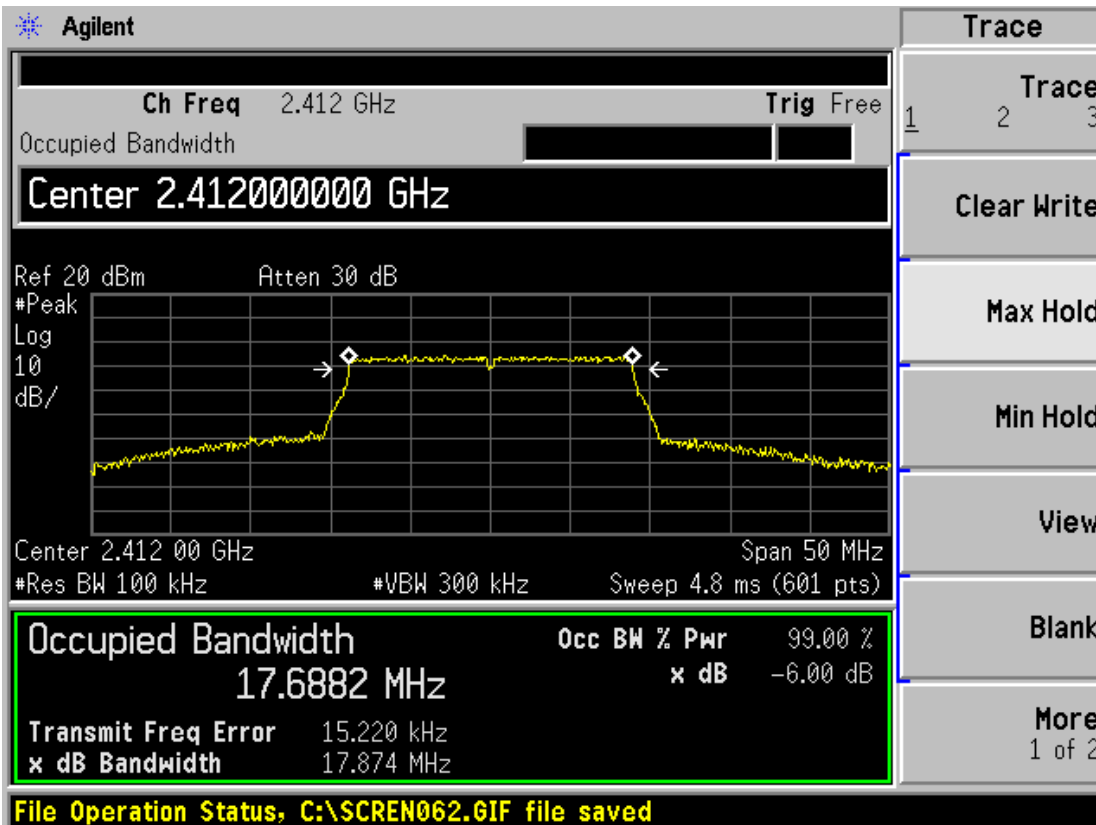 Agilent
Trace
Ch Freq 2.412 GHz
Trig Free
Occupied Bandwidth
Center 2.412000000 GHz
Ref 20 dBm
Atten 30 dB
#Peak
Log
10
dB/
Center 2.412 00 GHz
Span 50 MHz
#Res BW 100 kHz
#VBW 300 kHz
Sweep 4.8 ms (601 pts)
Occupied Bandwidth
17.6882 MHz
Occ BW % Pwr 99.00 %
x dB -6.00 dB
Transmit Freq Error 15.220 kHz
x dB Bandwidth 17.874 MHz
File Operation Status, C:\SCREN062.GIF file saved
Trace
1 2 3
Clear Write
Max Hold
Min Hold
View
Blank
More
1 of 2